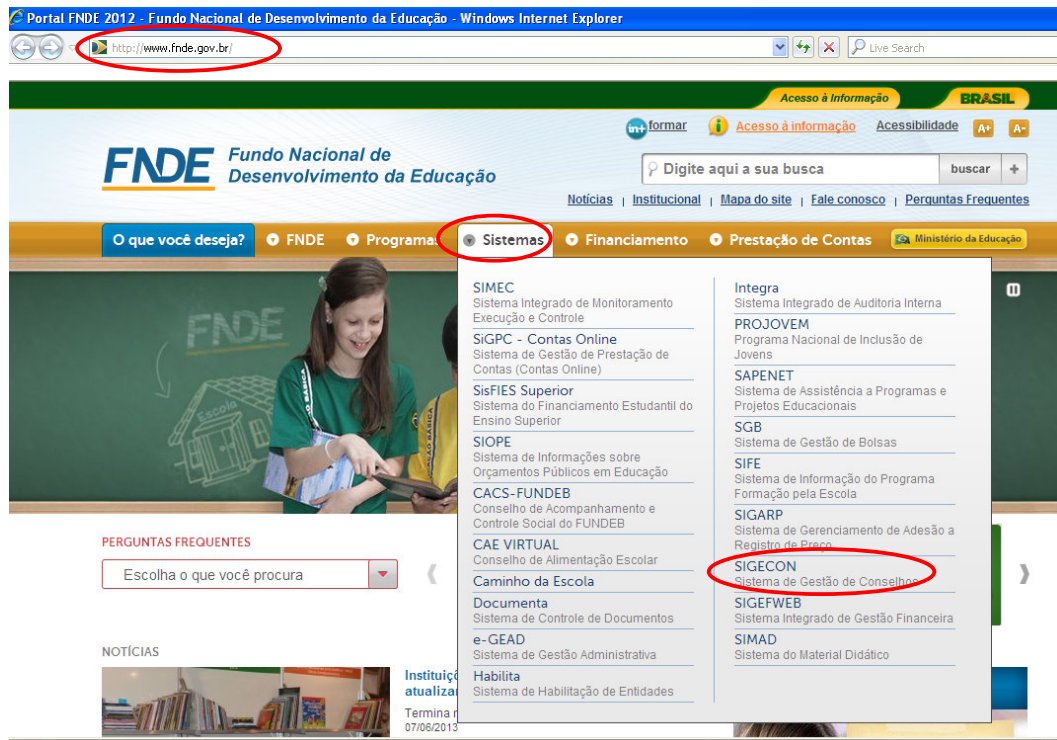 Portal FNDE 2012 - Fundo Nacional de Desenvolvimento da Educação - Windows Internet Explorer
http://www.fnde.gov.br/
Live Search
Acesso à Informação
BRASIL
in+formar
Acesso à informação
Acessibilidade
A+
A-
FNDE
Fundo Nacional de
Desenvolvimento da Educação
Digite aqui a sua busca
buscar
+
Notícias | Institucional | Mapa do site | Fale conosco | Perguntas Frequentes
O que você deseja?
FNDE
Programas
Sistemas
Financiamento
Prestação de Contas
Ministério da Educação
FNDE
Escola
SIMEC
Sistema Integrado de Monitoramento
Execução e Controle
SiGPC - Contas Online
Sistema de Gestão de Prestação de
Contas (Contas Online)
SisFIES Superior
Sistema do Financiamento Estudantil do
Ensino Superior
SIOPE
Sistema de Informações sobre
Orçamentos Públicos em Educação
CACS-FUNDEB
Conselho de Acompanhamento e
Controle Social do FUNDEB
CAE VIRTUAL
Conselho de Alimentação Escolar
Caminho da Escola
Documenta
Sistema de Controle de Documentos
e-GEAD
Sistema de Gestão Administrativa
Habilita
Sistema de Habilitação de Entidades
Integra
Sistema Integrado de Auditoria Interna
PROJOVEM
Programa Nacional de Inclusão de
Jovens
SAPENET
Sistema de Assistência a Programas e
Projetos Educacionais
SGB
Sistema de Gestão de Bolsas
SIFE
Sistema de Informação do Programa
Formação pela Escola
SIGARP
Sistema de Gerenciamento de Adesão a
Registro de Preço
SIGECON
Sistema de Gestão de Conselhos
SIGEFWEB
Sistema Integrado de Gestão Financeira
SIMAD
Sistema do Material Didático
PERGUNTAS FREQUENTES
Escolha o que você procura
NOTÍCIAS
Instituiç
atualiza
Termina
07/06/2013